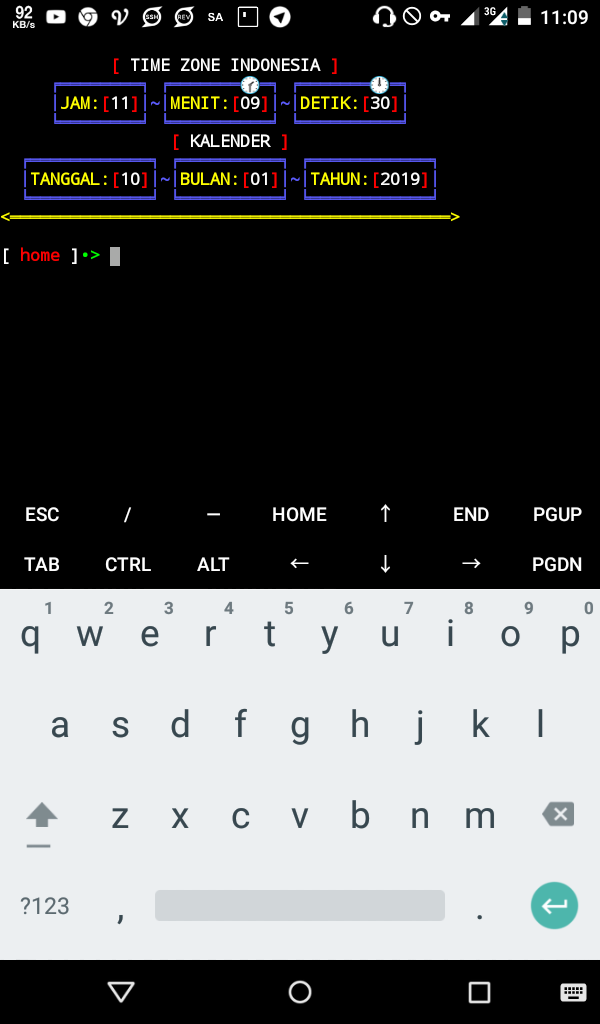 92 KB/s SSH REV SA 3G 11:09
[ TIME ZONE INDONESIA ]
JAM:[11] ~ MENIT:[09] ~ DETIK:[30]
[ KALENDER ]
TANGGAL:[10] ~ BULAN:[01] ~ TAHUN:[2019]
<══════════════════════════════════════════>
[ home ]•>
ESC / — HOME ↑ END PGUP
TAB CTRL ALT ← ↓ → PGDN
1 2 3 4 5 6 7 8 9 0
q w e r t y u i o p
a s d f g h j k l
z x c v b n m
?123 , .